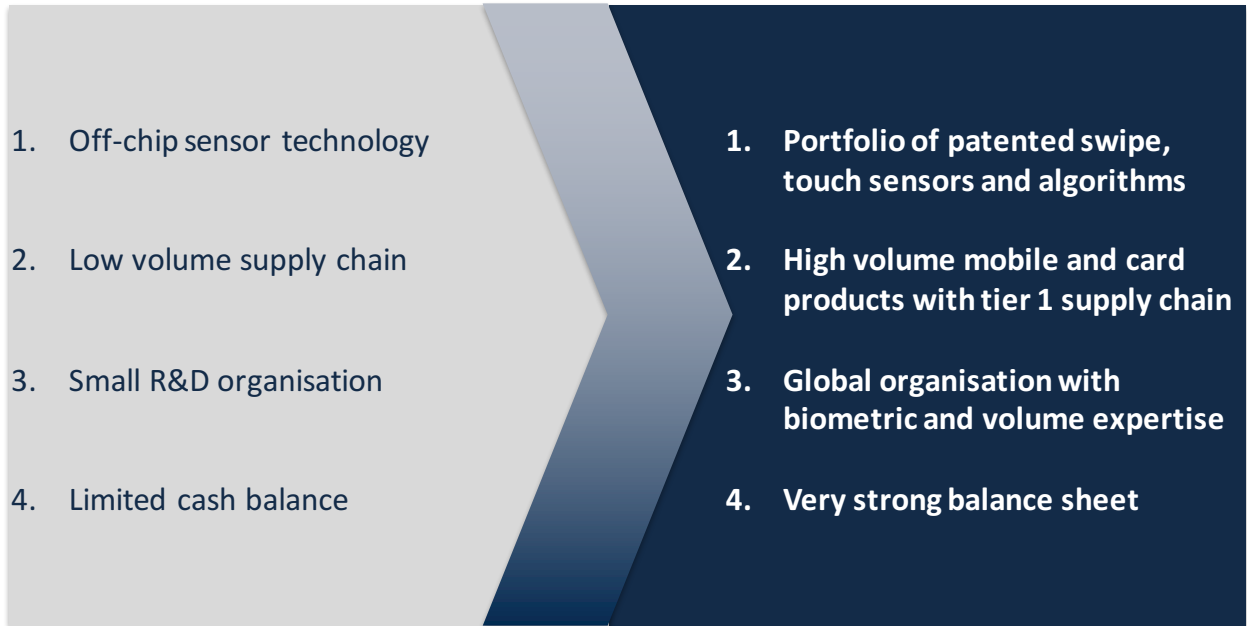 1. Off-chip sensor technology
2. Low volume supply chain
3. Small R&D organisation
4. Limited cash balance
1. Portfolio of patented swipe,
touch sensors and algorithms
2. High volume mobile and card
products with tier 1 supply chain
3. Global organisation with
biometric and volume expertise
4. Very strong balance sheet